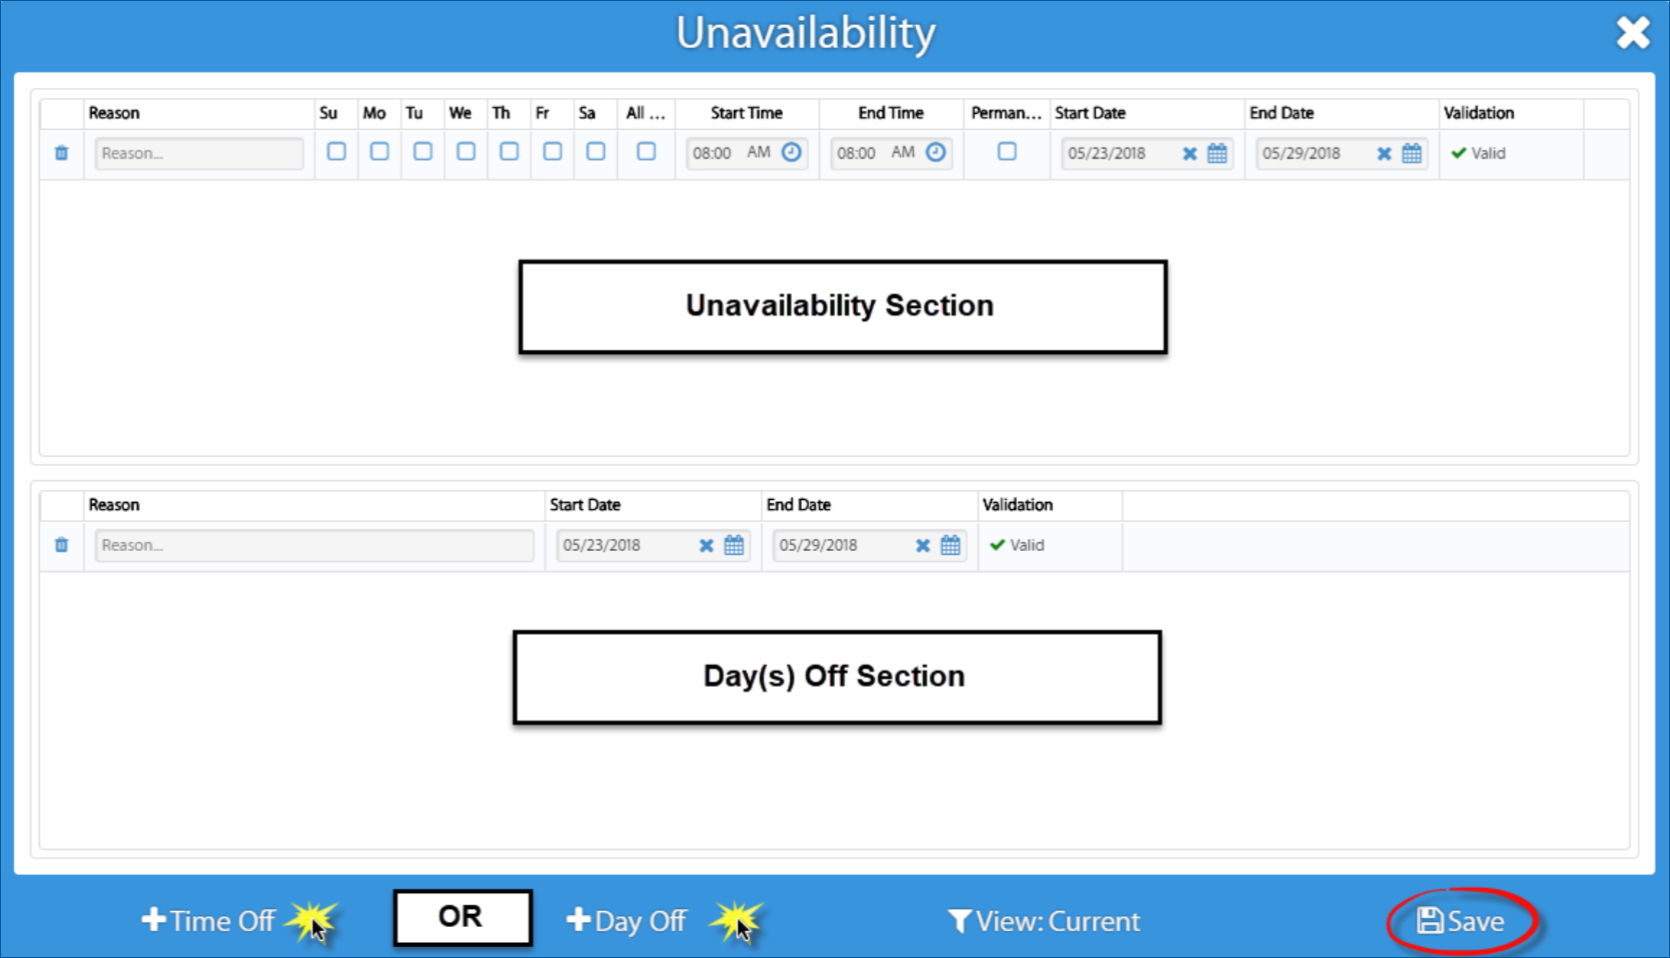 Unavailability
Reason Su Mo Tu We Th Fr Sa All ... Start Time End Time Perman... Start Date End Date Validation
Reason... 08:00 AM 08:00 AM 05/23/2018 05/29/2018 Valid
Unavailability Section
Reason Start Date End Date Validation
Reason... 05/23/2018 05/29/2018 Valid
Day(s) Off Section
Time Off OR Day Off View: Current Save